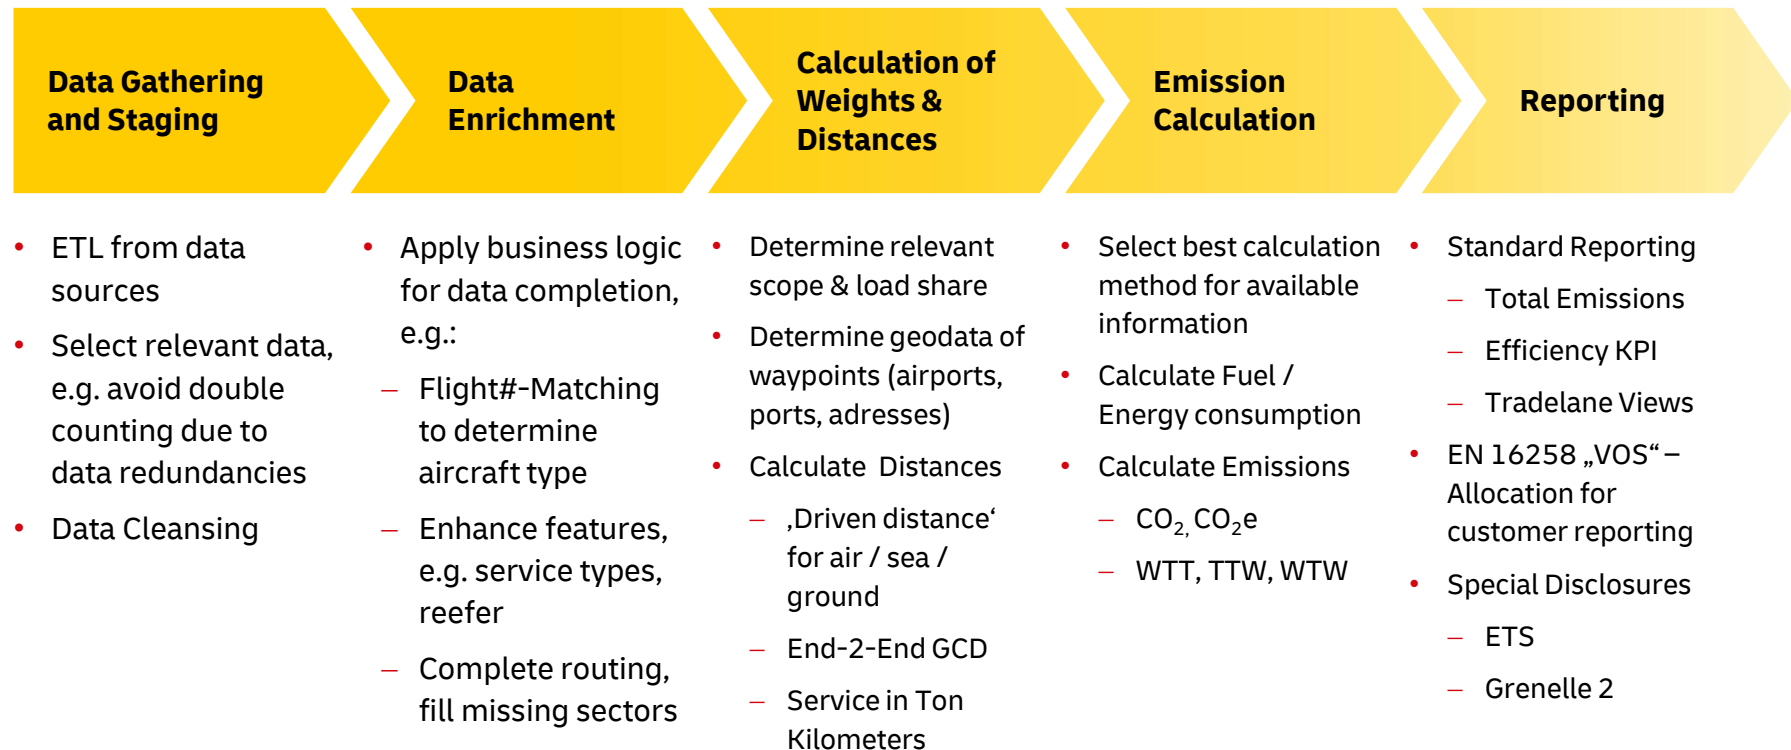 Data Gathering
and Staging
Data
Enrichment
Calculation of
Weights &
Distances
Emission
Calculation
Reporting
• ETL from data
sources
• Select relevant data,
e.g. avoid double
counting due to
data redundancies
• Data Cleansing
• Apply business logic
for data completion,
e.g.:
– Flight#-Matching
to determine
aircraft type
– Enhance features,
e.g. service types,
reefer
– Complete routing,
fill missing sectors
• Determine relevant
scope & load share
• Determine geodata of
waypoints (airports,
ports, adresses)
• Calculate Distances
– ‚Driven distance‘
for air / sea /
ground
– End-2-End GCD
– Service in Ton
Kilometers
• Select best calculation
method for available
information
• Calculate Fuel /
Energy consumption
• Calculate Emissions
– CO₂, CO₂e
– WTT, TTW, WTW
• Standard Reporting
– Total Emissions
– Efficiency KPI
– Tradelane Views
• EN 16258 „VOS“ –
Allocation for
customer reporting
• Special Disclosures
– ETS
– Grenelle 2